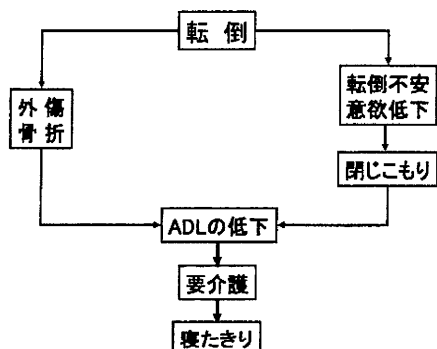 転 倒
外 傷
骨 折
転倒不安
意欲低下
閉じこもり
ADLの低下
要介護
寝たきり